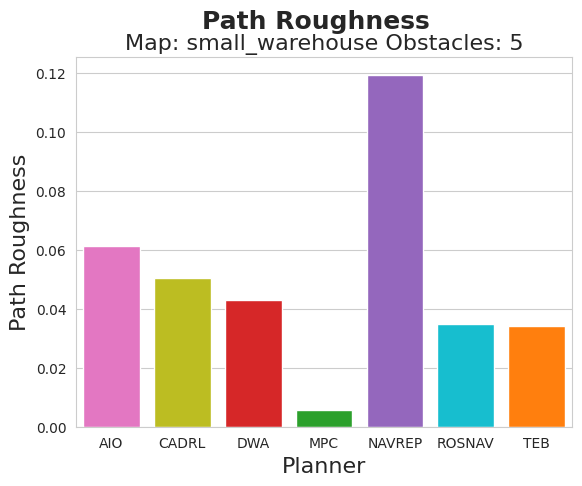 Path Roughness
Map: small_warehouse Obstacles: 5
Path Roughness
0.12
0.10
0.08
0.06
0.04
0.02
0.00
AIO CADRL DWA MPC NAVREP ROSNAV TEB
Planner